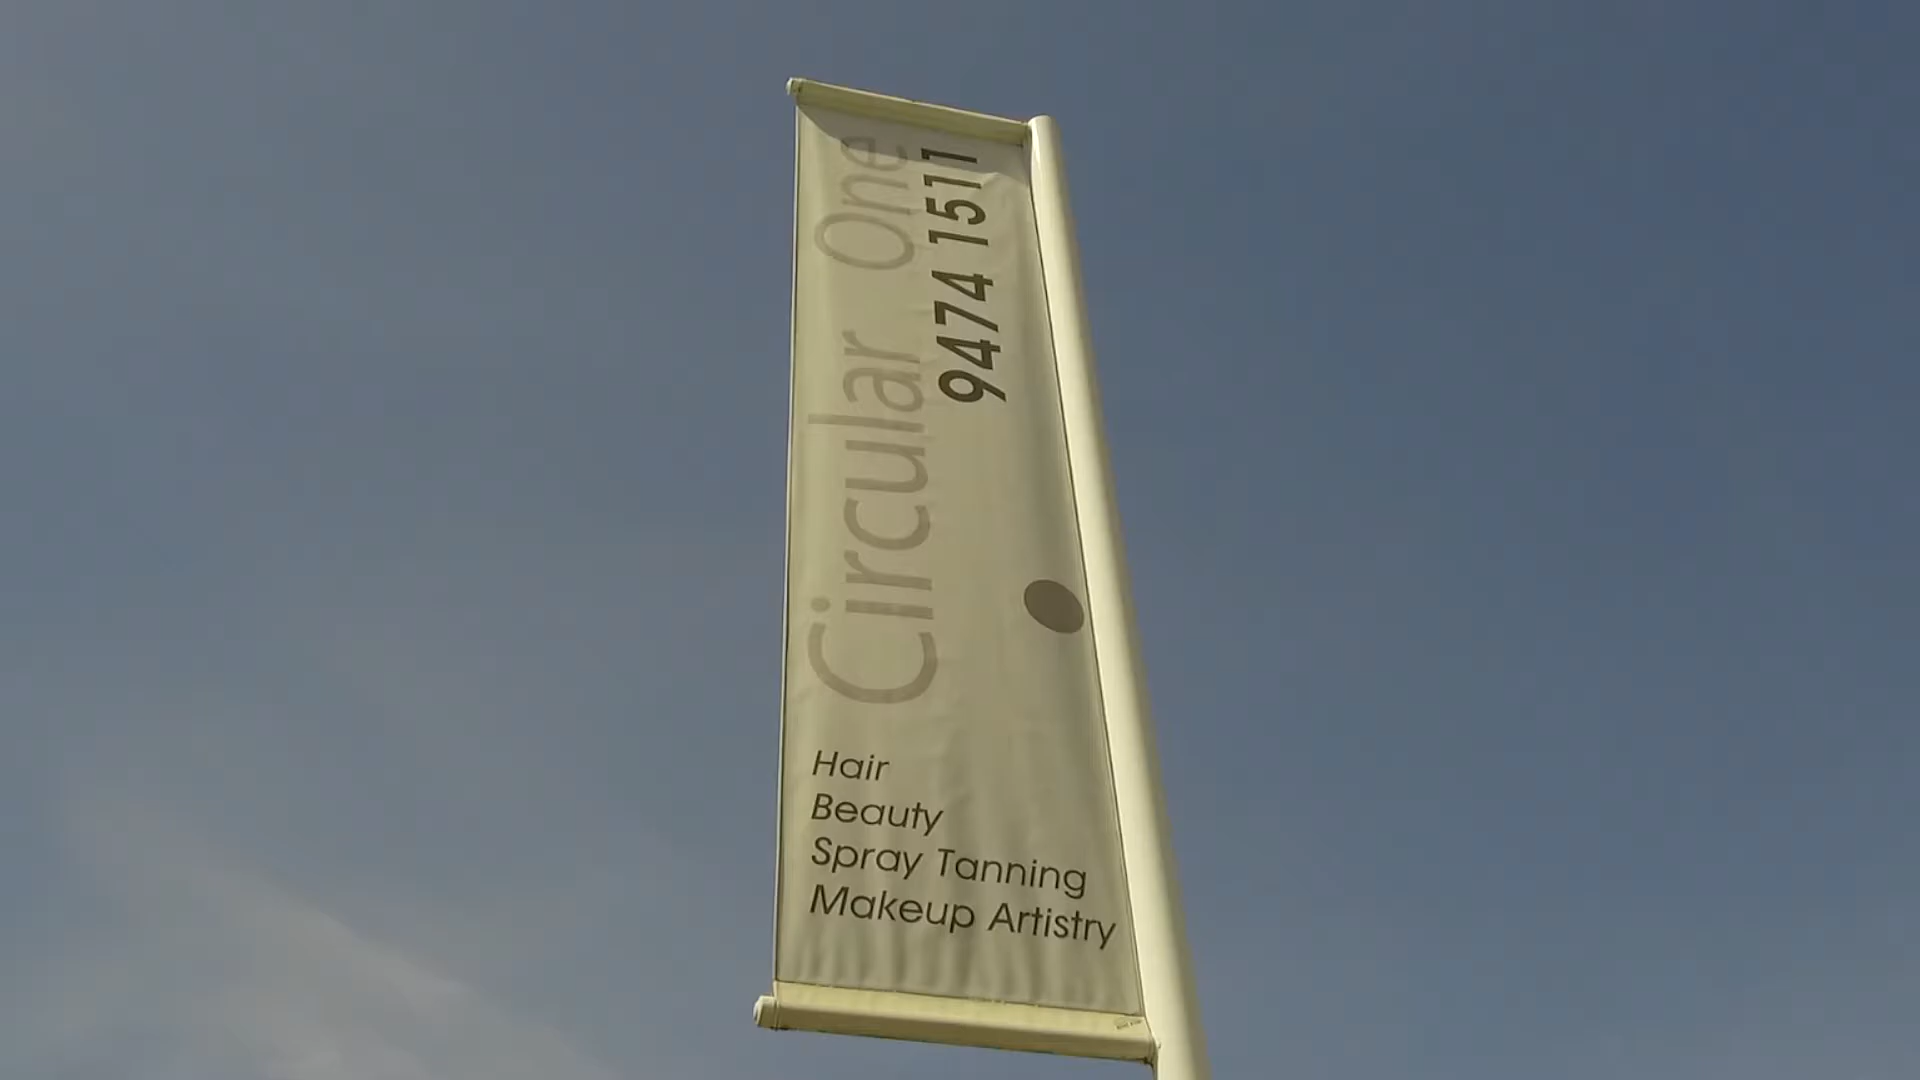 Circular One
9474 1511
Hair
Beauty
Spray Tanning
Makeup Artistry